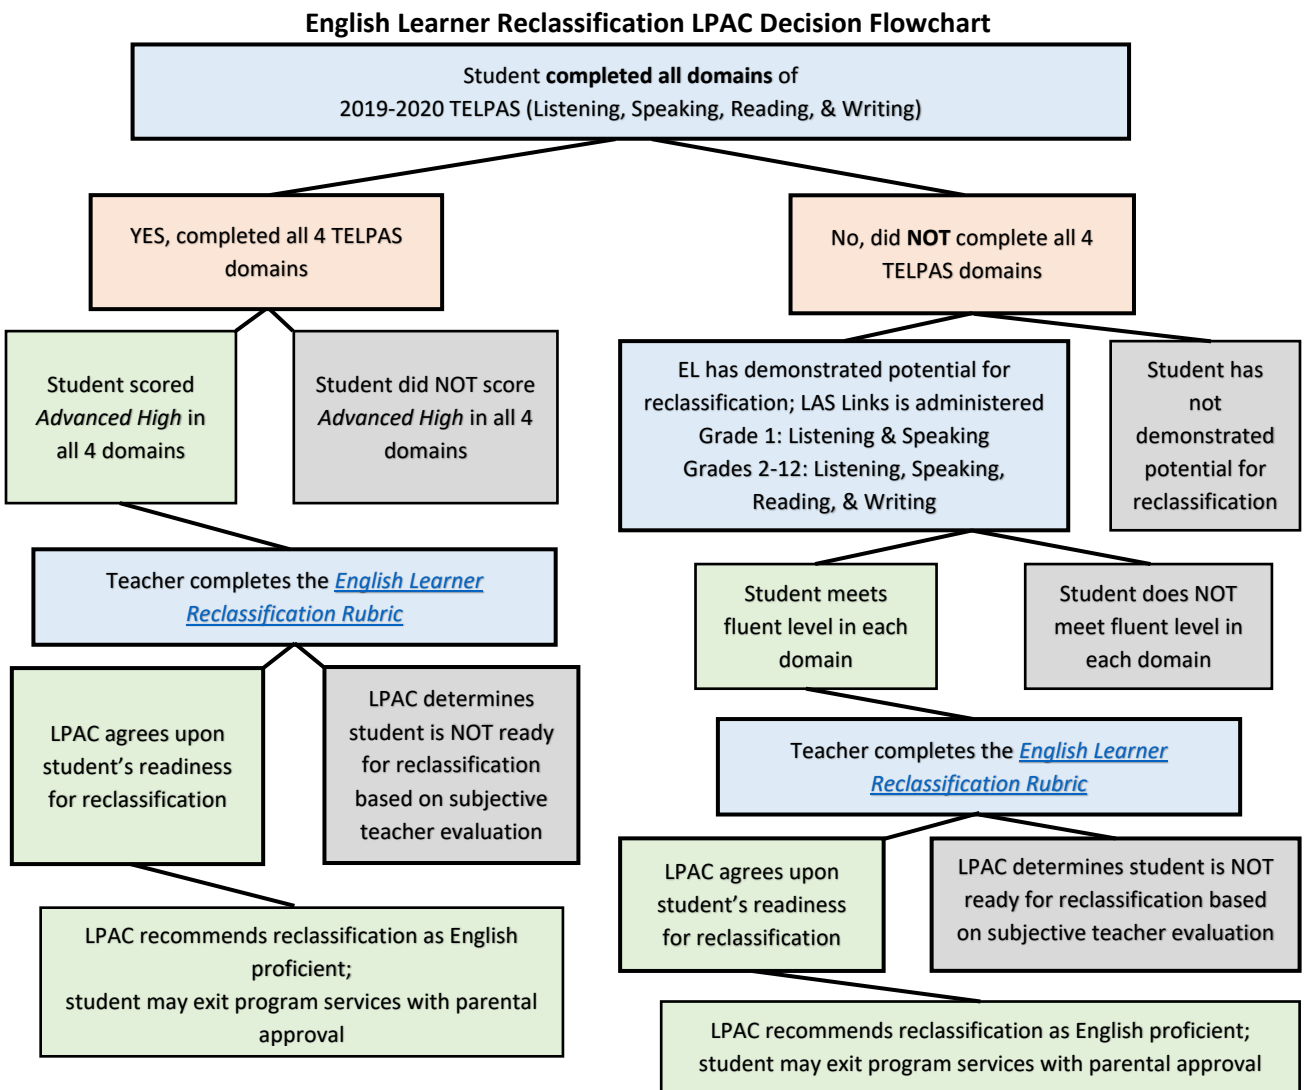 English Learner Reclassification LPAC Decision Flowchart
Student completed all domains of
2019-2020 TELPAS (Listening, Speaking, Reading, & Writing)
YES, completed all 4 TELPAS
domains
No, did NOT complete all 4
TELPAS domains
Student scored
Advanced High in
all 4 domains
Student did NOT score
Advanced High in all 4
domains
EL has demonstrated potential for
reclassification; LAS Links is administered
Grade 1: Listening & Speaking
Grades 2-12: Listening, Speaking,
Reading, & Writing
Student has
not
demonstrated
potential for
reclassification
Teacher completes the English Learner
Reclassification Rubric
Student meets
fluent level in each
domain
Student does NOT
meet fluent level in
each domain
LPAC agrees upon
student's readiness
for reclassification
LPAC determines
student is NOT ready
for reclassification
based on subjective
teacher evaluation
Teacher completes the English Learner
Reclassification Rubric
LPAC agrees upon
student's readiness
for reclassification
LPAC determines student is NOT
ready for reclassification based
on subjective teacher evaluation
LPAC recommends reclassification as English
proficient;
student may exit program services with parental
approval
LPAC recommends reclassification as English proficient;
student may exit program services with parental approval